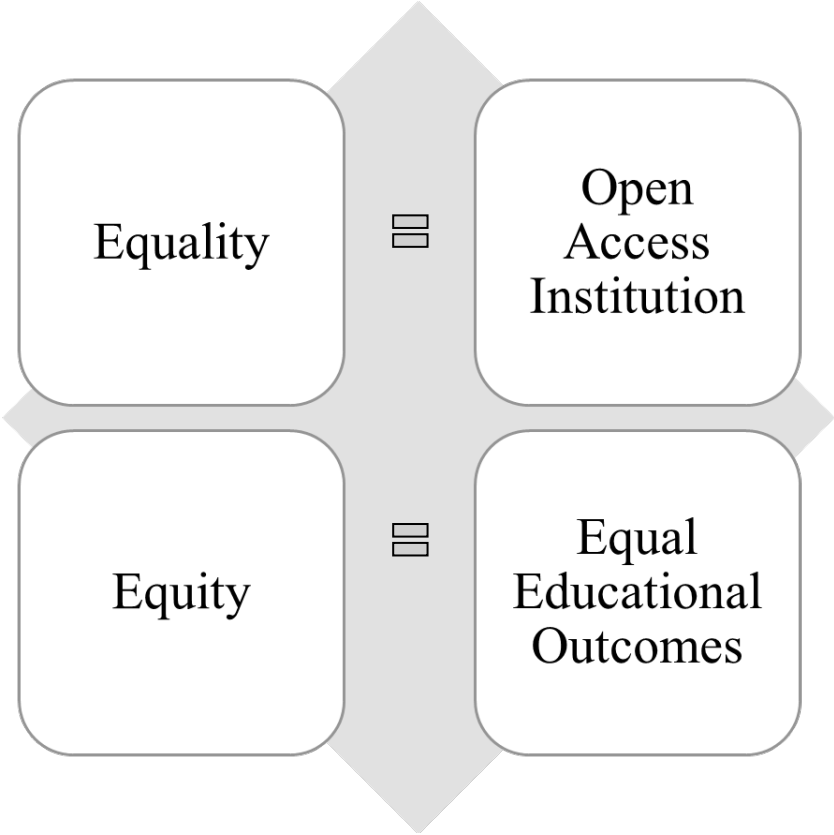 Equality
=
Open
Access
Institution
Equity
=
Equal
Educational
Outcomes